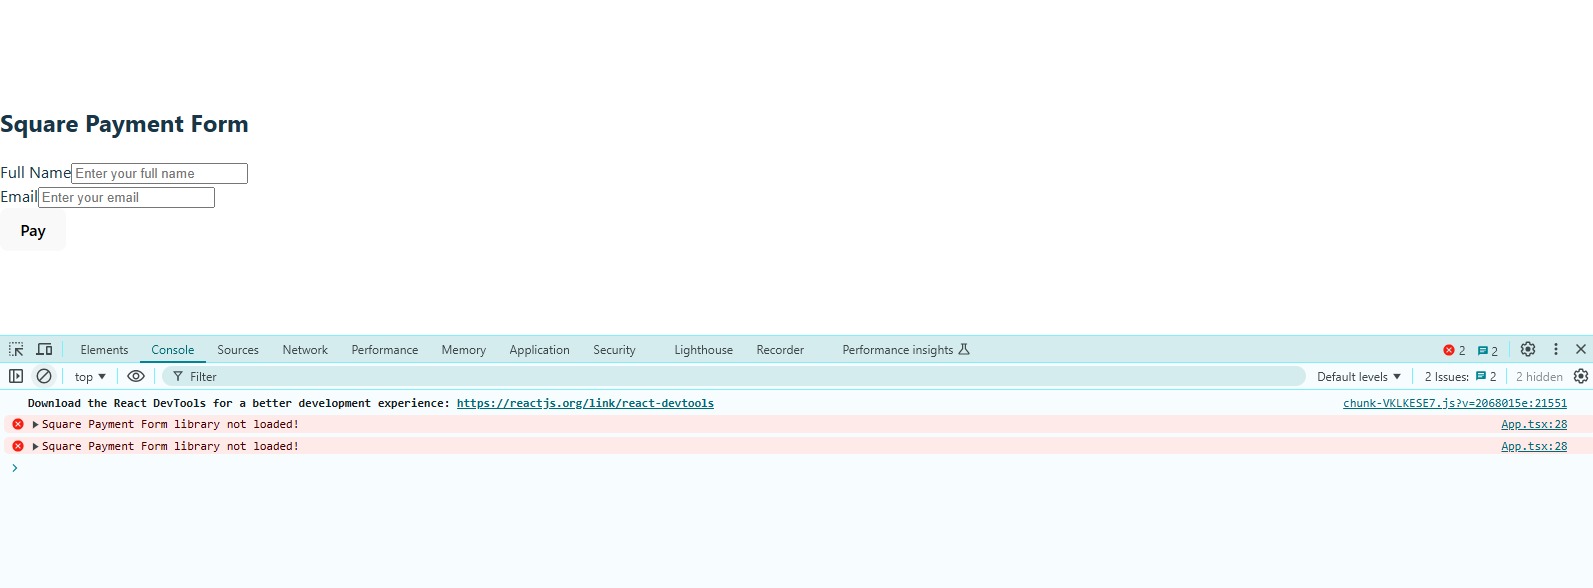 Square Payment Form
Full Name Enter your full name
Email Enter your email
Pay
Elements Console Sources Network Performance Memory Application Security Lighthouse Recorder Performance insights 2 2
top Filter Default levels 2 Issues: 2 2 hidden
Download the React DevTools for a better development experience: https://reactjs.org/link/react-devtools chunk-VKLKESE7.js?v=2068015e:21551
Square Payment Form library not loaded! App.tsx:28
Square Payment Form library not loaded! App.tsx:28